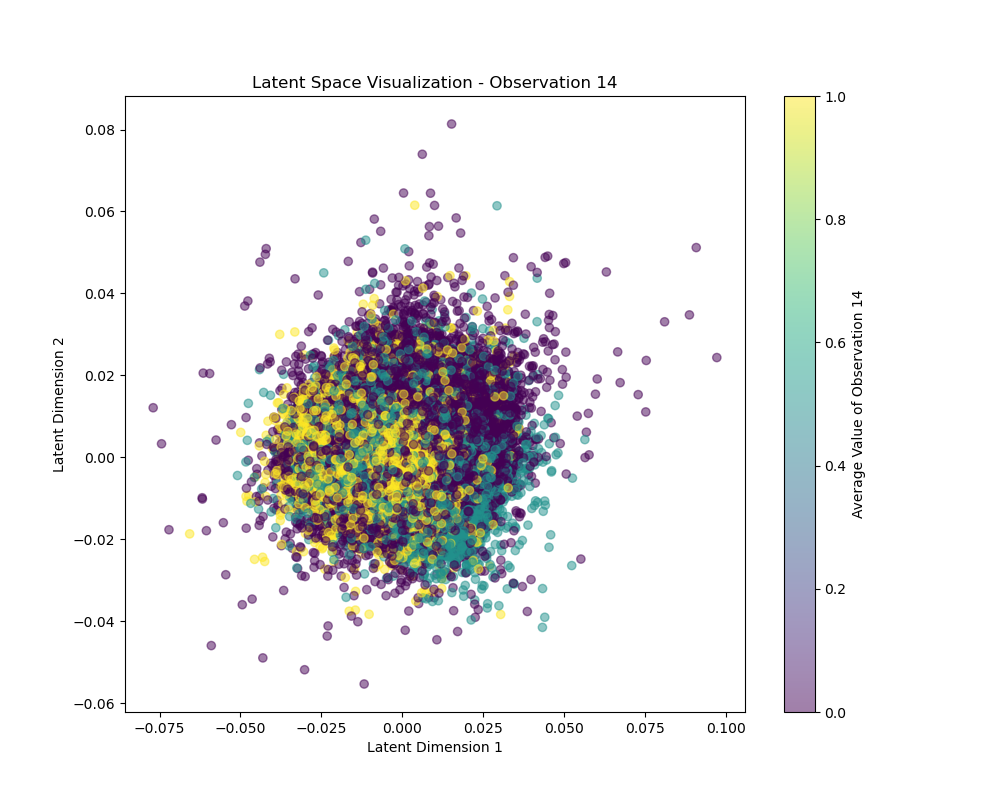 Latent Space Visualization - Observation 14
0.08
0.06
0.04
0.02
0.00
−0.02
−0.04
−0.06
Latent Dimension 2
−0.075 −0.050 −0.025 0.000 0.025 0.050 0.075 0.100
Latent Dimension 1
1.0
0.8
0.6
0.4
0.2
0.0
Average Value of Observation 14